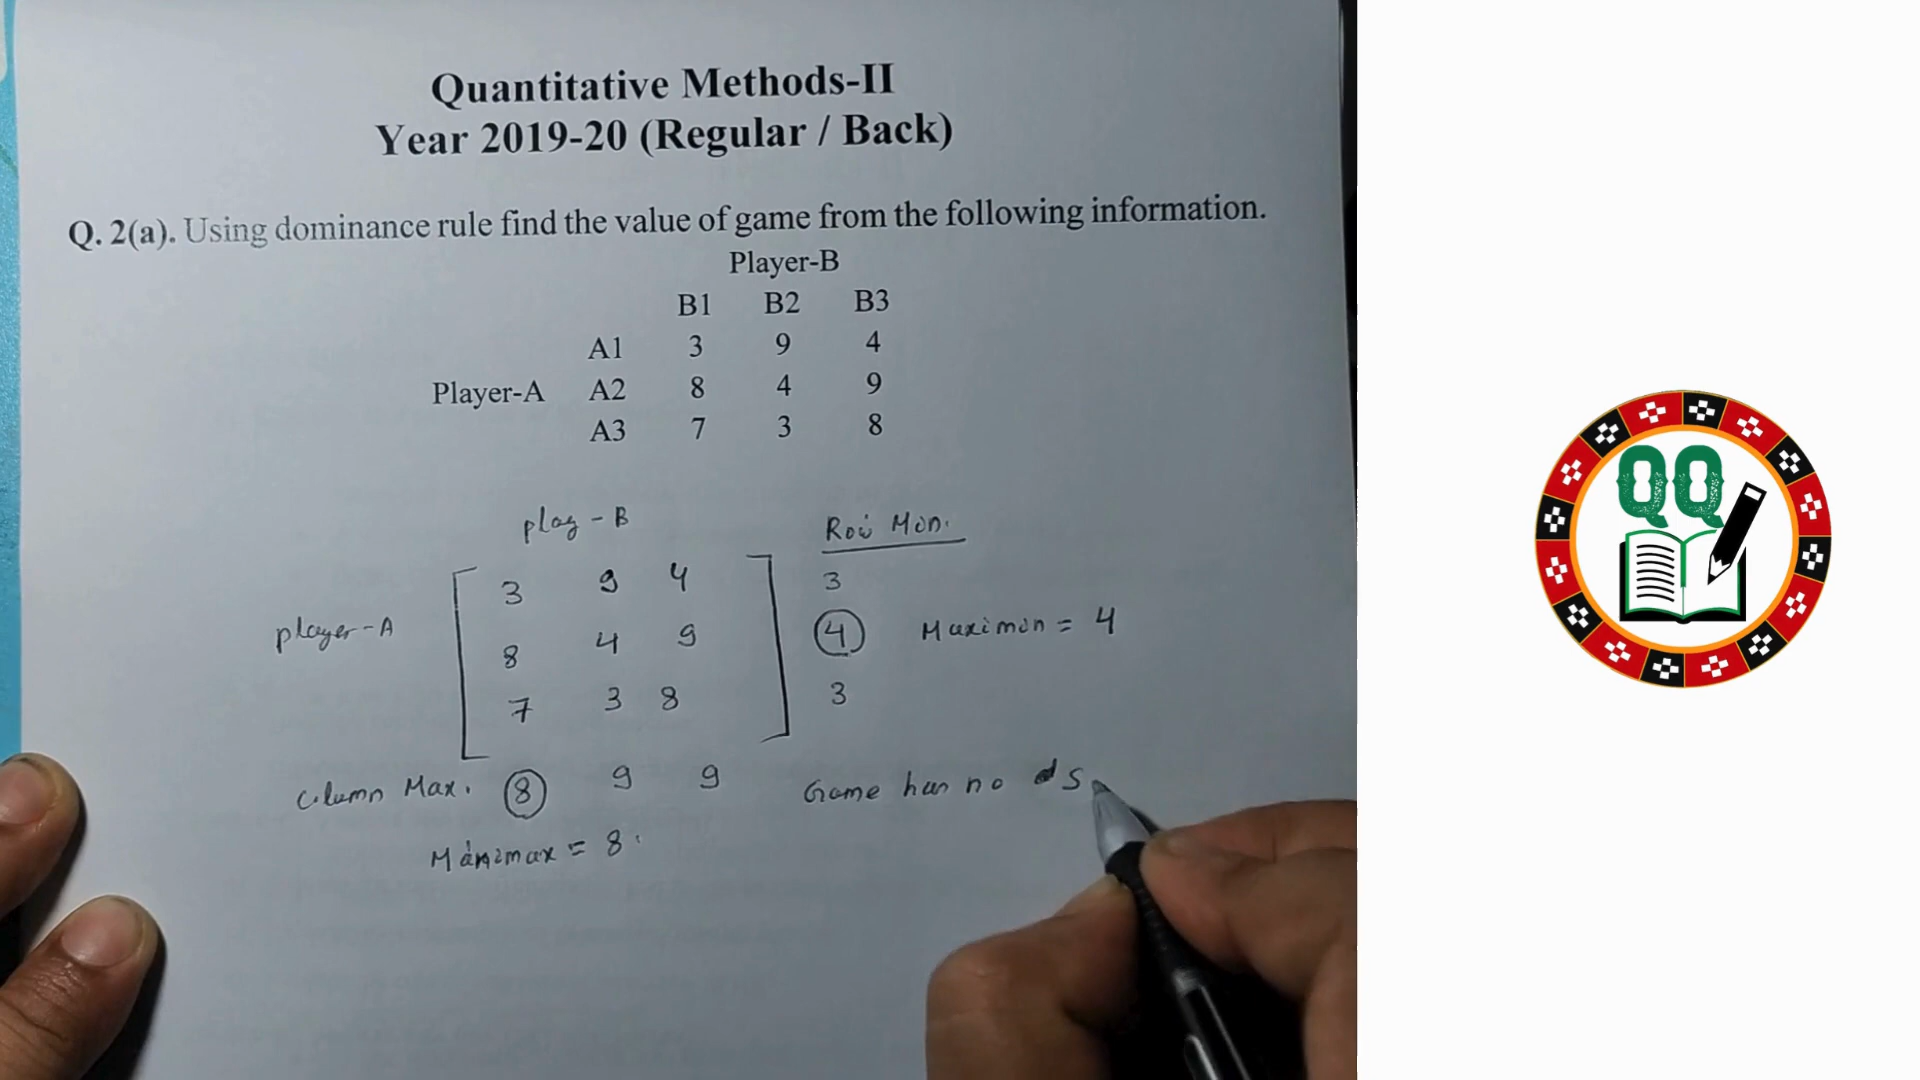 Quantitative Methods-II
Year 2019-20 (Regular / Back)
Q. 2(a). Using dominance rule find the value of game from the following information.
Player-B
B1 B2 B3
A1 3 9 4
Player-A A2 8 4 9
A3 7 3 8
play - B
Row Min.
3 9 4 3
player-A
8 4 9 4 Maximin = 4
7 3 8 3
Column Max. 8 9 9
Game has no S
Minimax = 8
QQ